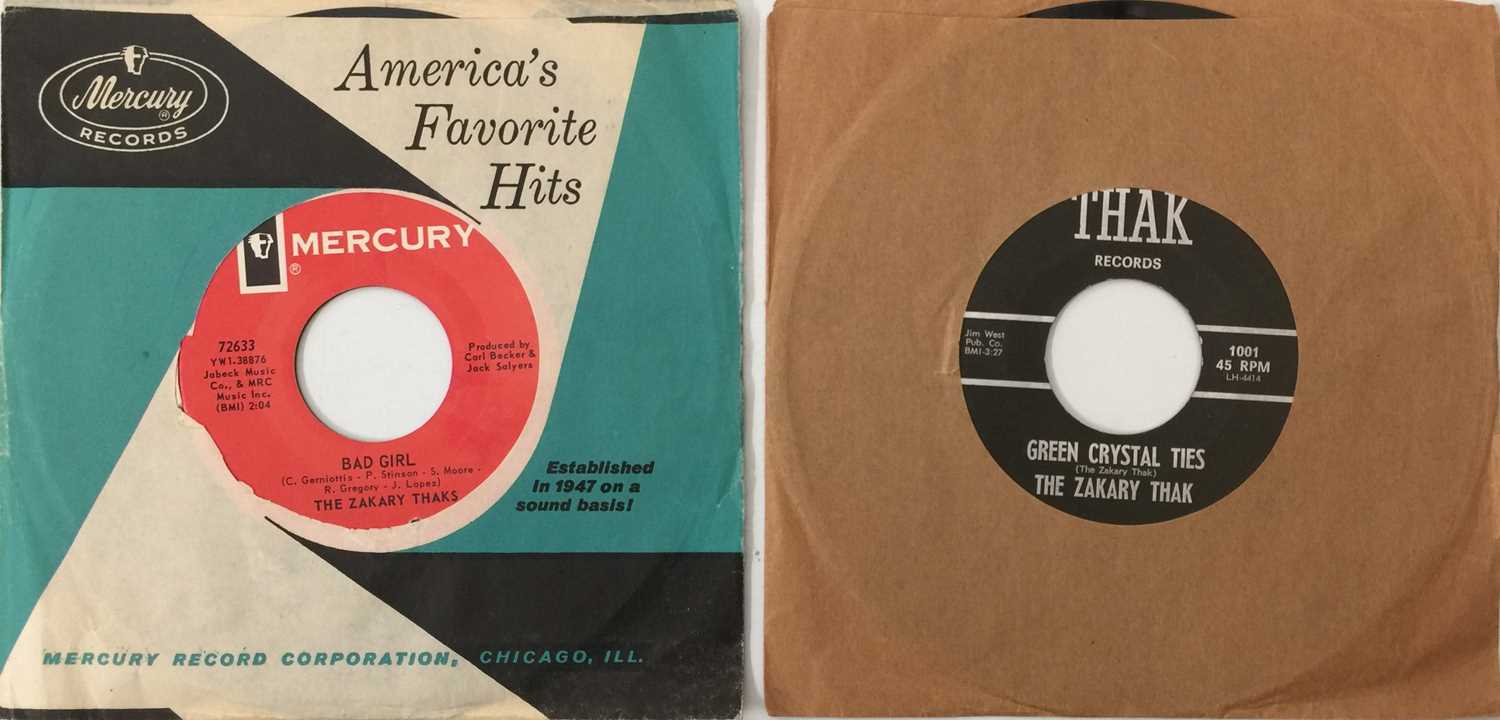 Mercury
®
RECORDS
America's
Favorite
Hits
MERCURY
®
72633
YW1-38876
Jabeck Music
Co., & MRC
Music Inc.
(BMI) 2:04
Produced by
Carl Becker &
Jack Salyers
BAD GIRL
(C. Gerniottis - P. Stinson - S. Moore -
R. Gregory - J. Lopez)
THE ZAKARY THAKS
Established
In 1947 on a
sound basis!
MERCURY RECORD CORPORATION, CHICAGO, ILL.
THAK
RECORDS
Jim West
Pub. Co.
BMI-3:27
1001
45 RPM
LH-4414
GREEN CRYSTAL TIES
(The Zakary Thak)
THE ZAKARY THAK